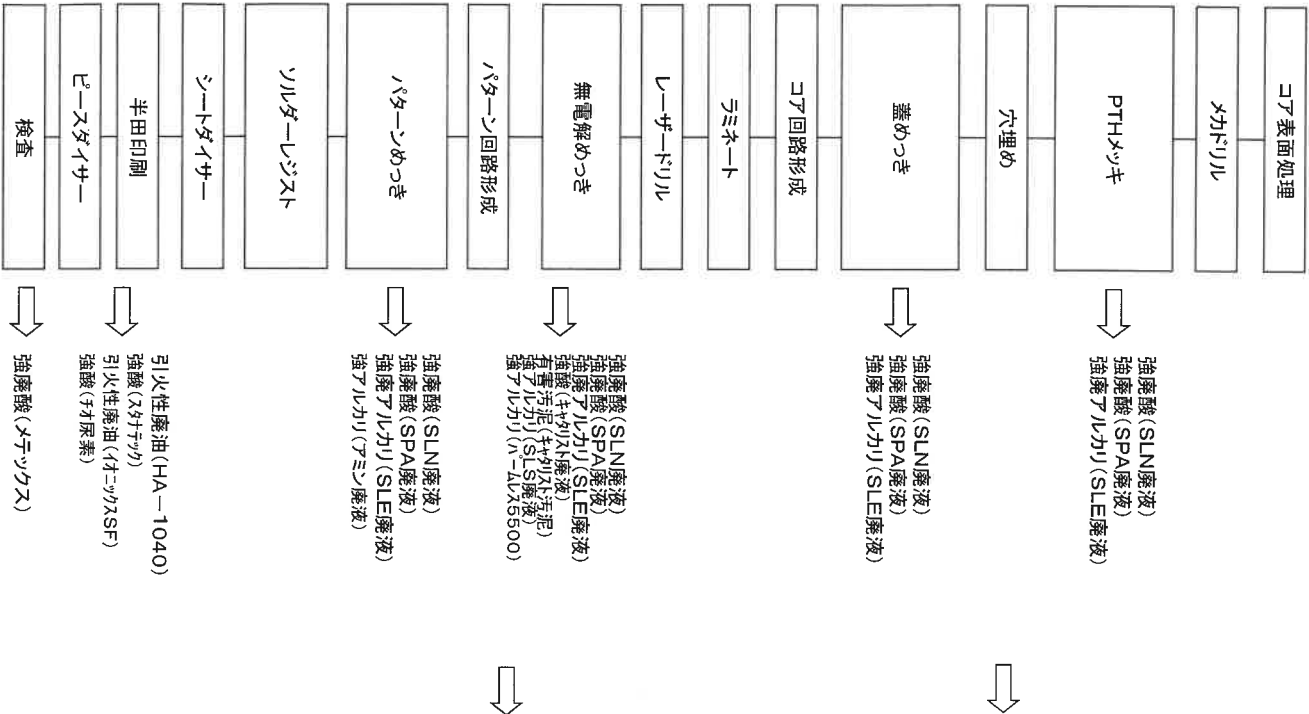 コア表面処理
メカドリル
PTHメッキ
強廃酸(SLN廃液)
強廃酸(SPA廃液)
強廃アルカリ(SLE廃液)
穴埋め
蓋めっき
強廃酸(SLN廃液)
強廃酸(SPA廃液)
強廃アルカリ(SLE廃液)
コア回路形成
ラミネート
レーザードリル
無電解めっき
強廃酸(SLN廃液)
強廃酸(SPA廃液)
強廃アルカリ(SLE廃液)
強酸(キャタリスト廃液)
有害汚泥(キャタリスト汚泥)
強アルカリ(SLS廃液)
強アルカリ(パームレス5500)
パターン回路形成
パターンめっき
強廃酸(SLN廃液)
強廃酸(SPA廃液)
強廃アルカリ(SLE廃液)
強アルカリ(アミン廃液)
ソルダーレジスト
シートダイサー
半田印刷
引火性廃油(HA―1040)
強酸(スタナテック)
引火性廃油(イオニックスSF)
強酸(チオ尿素)
ピースダイサー
検査
強廃酸(メテックス)